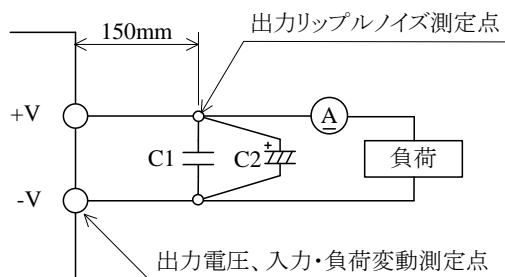 出力リップルノイズ測定点
150mm
+V
A
C1
+
C2
負荷
-V
出力電圧、入力・負荷変動測定点